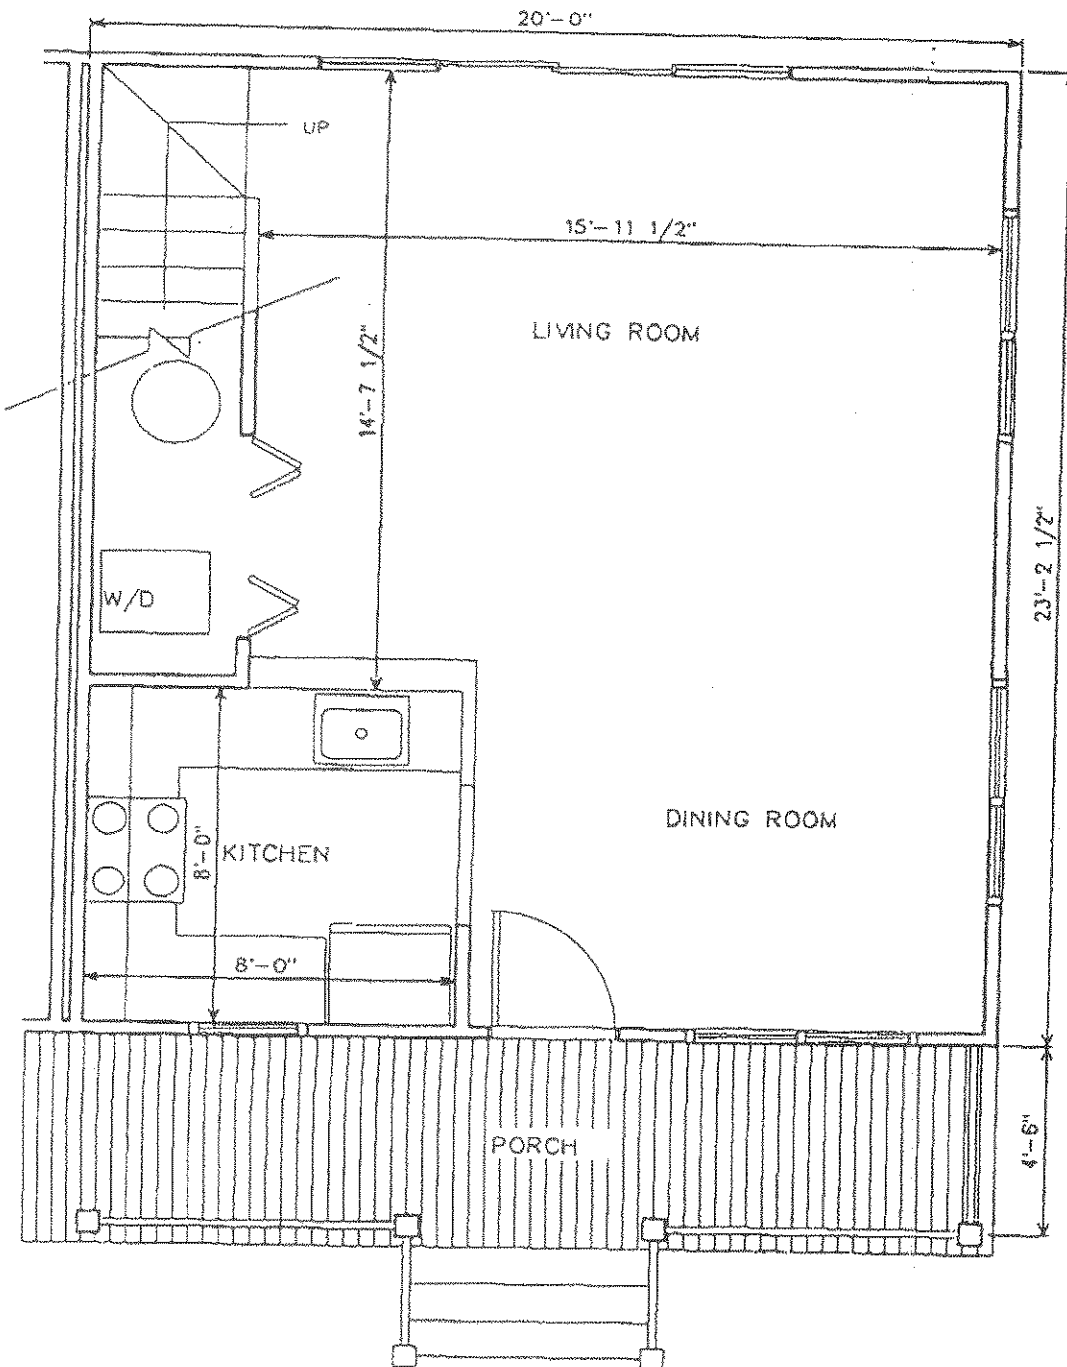 20'-0"
UP
15'-11 1/2"
LIVING ROOM
14'-7 1/2"
23'-2 1/2"
W/D
DINING ROOM
8'-0"
KITCHEN
8'-0"
PORCH
4'-6"